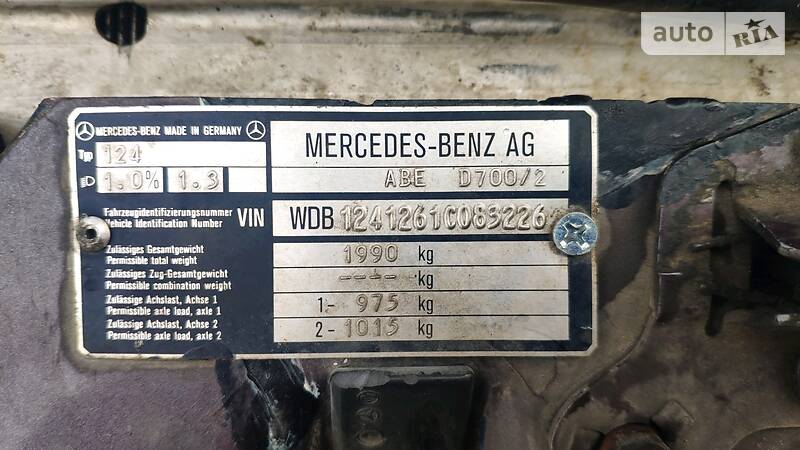 auto RIA
MERCEDES-BENZ MADE IN GERMANY
Typ 124
1.0% 1.3
MERCEDES-BENZ AG
ABE D700/2
Fahrzeugidentifizierungsnummer
Vehicle Identification Number
VIN WDB 1241261C083226
Zulässiges Gesamtgewicht
Permissible total weight
1990 kg
Zulässiges Zug-Gesamtgewicht
Permissible combination weight
----- kg
Zulässige Achslast, Achse 1
Permissible axle load, axle 1
1- 975 kg
Zulässige Achslast, Achse 2
Permissible axle load, axle 2
2- 1015 kg